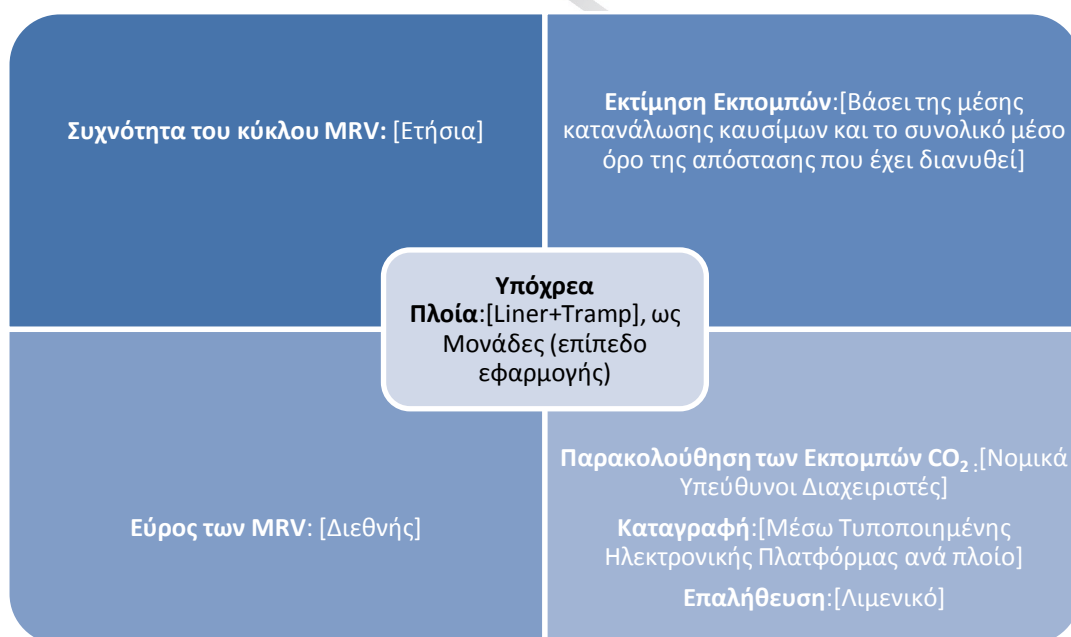 Συχνότητα του κύκλου MRV: [Ετήσια]
Εκτίμηση Εκπομπών:[Βάσει της μέσης
κατανάλωσης καυσίμων και το συνολικό μέσο
όρο της απόστασης που έχει διανυθεί]
Υπόχρεα
Πλοία:[Liner+Tramp], ως
Μονάδες (επίπεδο
εφαρμογής)
Εύρος των MRV: [Διεθνής]
Παρακολούθηση των Εκπομπών CO₂ :[Νομικά
Υπεύθυνοι Διαχειριστές]
Καταγραφή:[Μέσω Τυποποιημένης
Ηλεκτρονικής Πλατφόρμας ανά πλοίο]
Επαλήθευση:[Λιμενικό]